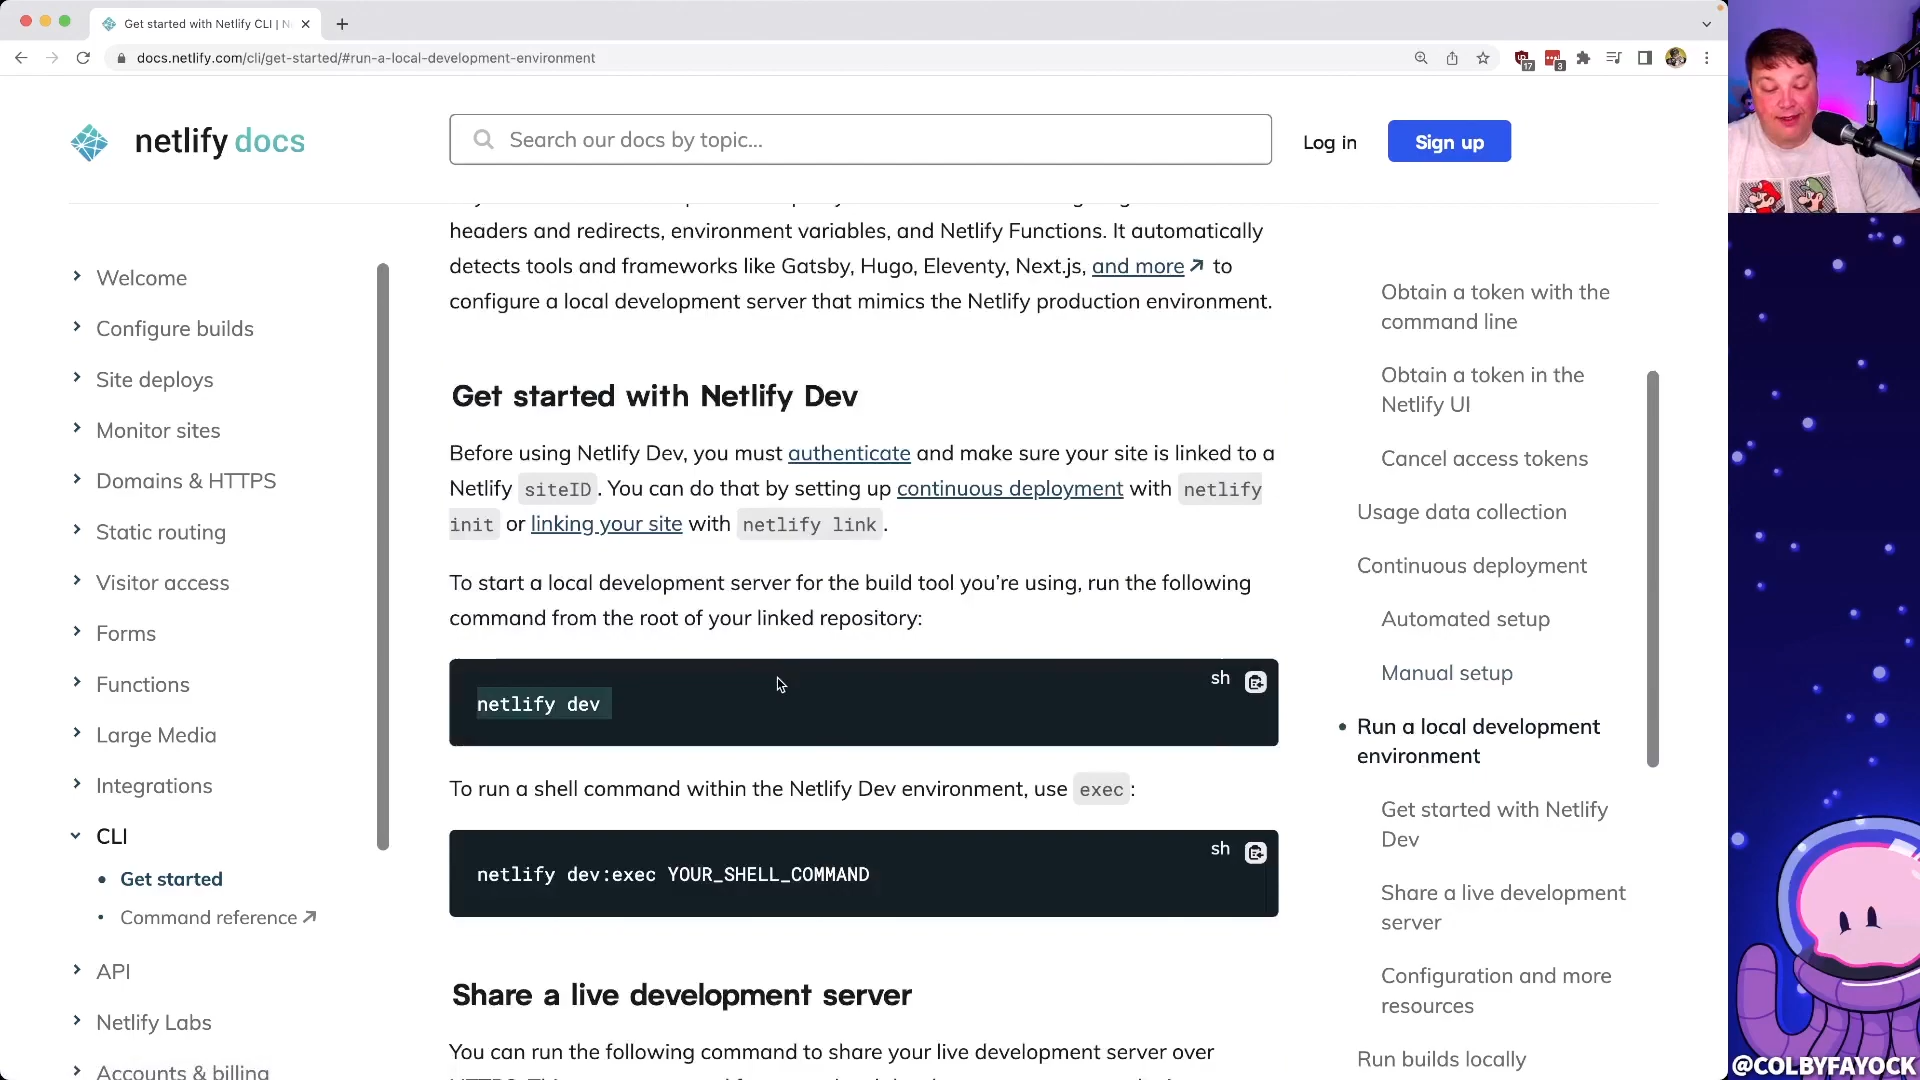 Get started with Netlify CLI | N
docs.netlify.com/cli/get-started/#run-a-local-development-environment
17
3
netlify docs
Search our docs by topic...
Log in
Sign up
Welcome
Configure builds
Site deploys
Monitor sites
Domains & HTTPS
Static routing
Visitor access
Forms
Functions
Large Media
Integrations
CLI
Get started
Command reference
API
Netlify Labs
Accounts & billing
headers and redirects, environment variables, and Netlify Functions. It automatically
detects tools and frameworks like Gatsby, Hugo, Eleventy, Next.js, and more to
configure a local development server that mimics the Netlify production environment.
Get started with Netlify Dev
Before using Netlify Dev, you must authenticate and make sure your site is linked to a
Netlify siteID. You can do that by setting up continuous deployment with netlify
init or linking your site with netlify link.
To start a local development server for the build tool you’re using, run the following
command from the root of your linked repository:
sh
netlify dev
To run a shell command within the Netlify Dev environment, use exec:
sh
netlify dev:exec YOUR_SHELL_COMMAND
Share a live development server
You can run the following command to share your live development server over
Obtain a token with the
command line
Obtain a token in the
Netlify UI
Cancel access tokens
Usage data collection
Continuous deployment
Automated setup
Manual setup
Run a local development
environment
Get started with Netlify
Dev
Share a live development
server
Configuration and more
resources
Run builds locally
@COLBYFAYOCK